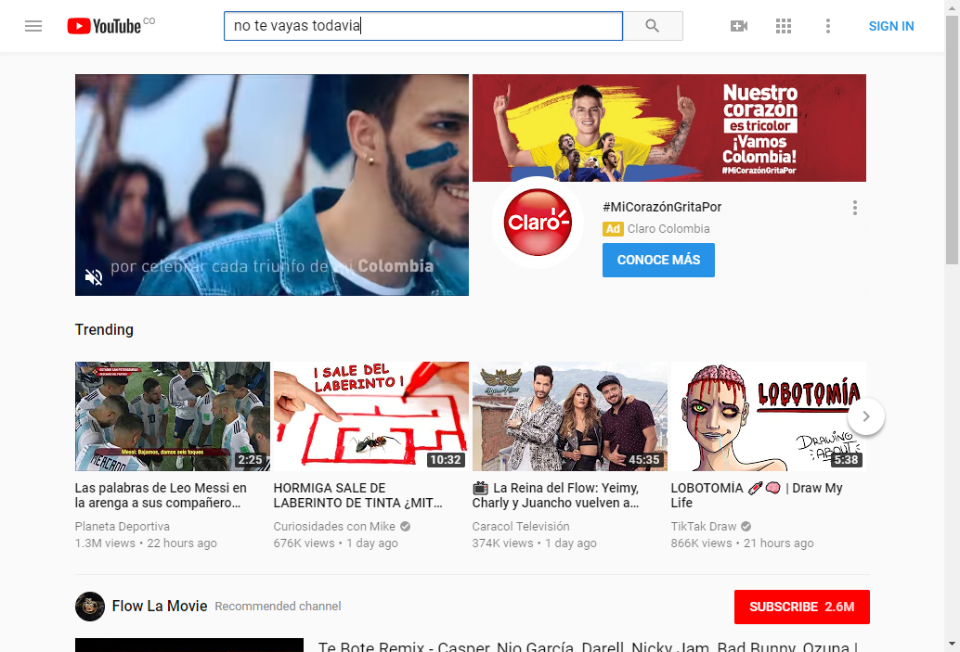 YouTube CO
no te vayas todavia
SIGN IN
por celebrar cada triunfo de mi Colombia
Nuestro
corazón
es tricolor
¡Vamos
Colombia!
#MiCorazónGritaPor
Claro
#MiCorazónGritaPor
Ad Claro Colombia
CONOCE MÁS
Trending
Messi: Bajamos, damos seis toques
2:25
¡ SALE DEL
LABERINTO !
10:32
45:35
LOBOTOMÍA
DRAWING
ABOUT
5:38
Las palabras de Leo Messi en
la arenga a sus compañero...
Planeta Deportiva
1.3M views • 22 hours ago
HORMIGA SALE DE
LABERINTO DE TINTA ¿MIT...
Curiosidades con Mike
676K views • 1 day ago
La Reina del Flow: Yeimy,
Charly y Juancho vuelven a...
Caracol Televisión
374K views • 1 day ago
LOBOTOMÍA | Draw My
Life
TikTak Draw
866K views • 21 hours ago
Flow La Movie Recommended channel
SUBSCRIBE 2.6M
Te Bote Remix - Casper, Nio García, Darell, Nicky Jam, Bad Bunny, Ozuna |